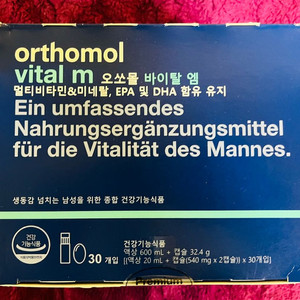 orthomol
vital m 오쏘몰 바이탈 엠
멀티비타민&미네랄, EPA 및 DHA 함유 유지
Ein umfassendes
Nahrungsergänzungsmittel
für die Vitalität des Mannes.
생동감 넘치는 남성을 위한 종합 건강기능식품
건강
기능식품
30 개입
건강기능식품
액상 600 mL + 캡슐 32.4 g
[(액상 20 mL + 캡슐(540 mg x 2캡슐)) x 30개입]
Premium